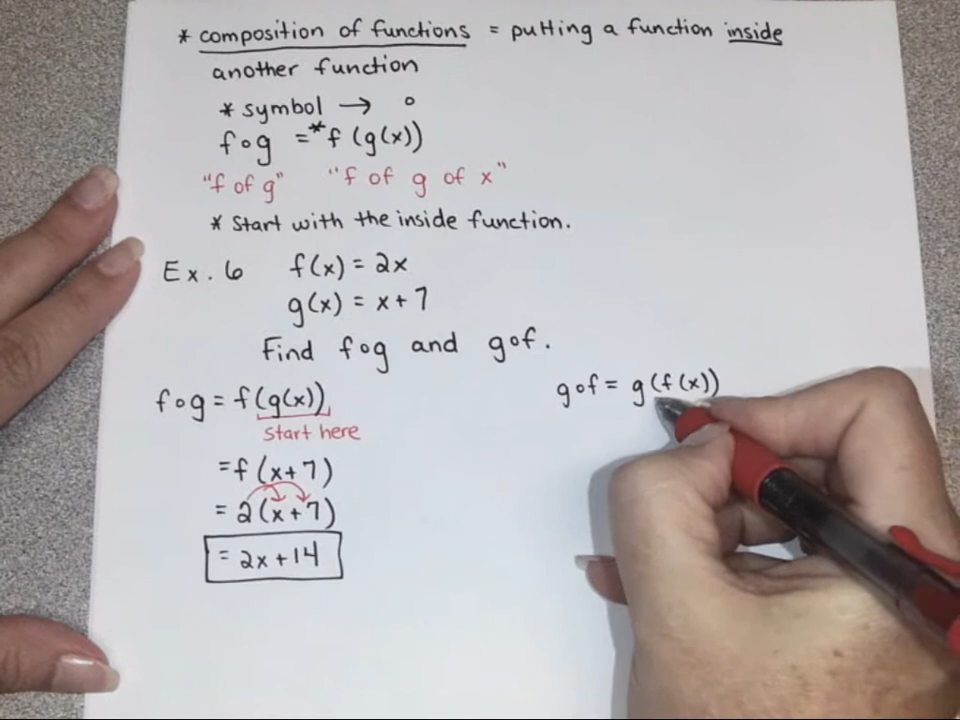 * composition of functions = putting a function inside
another function
* symbol → ∘
f∘g =* f(g(x))
"f of g" "f of g of x"
* Start with the inside function.
Ex. 6 f(x) = 2x
g(x) = x + 7
Find f∘g and g∘f.
f∘g = f(g(x))
start here
= f(x+7)
= 2(x+7)
= 2x + 14
g∘f = g(f(x))